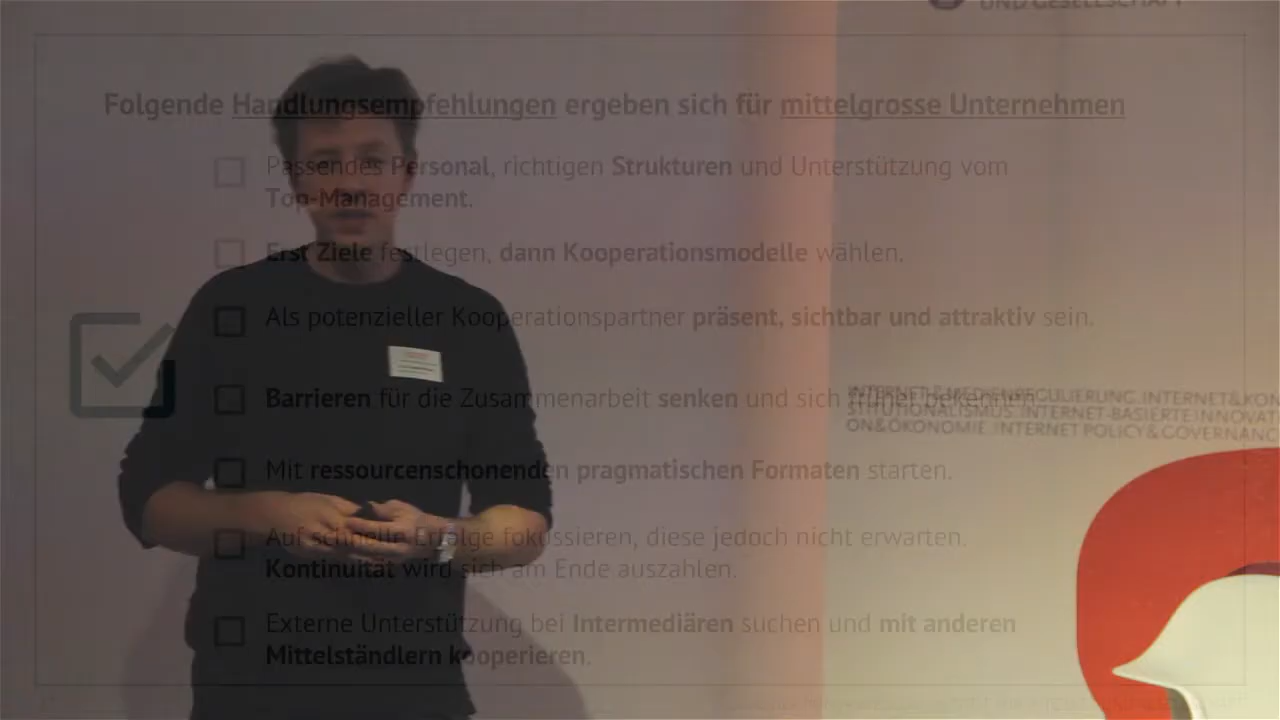 UND GESELLSCHAFT
Folgende Handlungsempfehlungen ergeben sich für mittelgrosse Unternehmen
Passendes Personal, richtigen Strukturen und Unterstützung vom
Top-Management.
Erst Ziele festlegen, dann Kooperationsmodelle wählen.
Als potenzieller Kooperationspartner präsent, sichtbar und attraktiv sein.
Barrieren für die Zusammenarbeit senken und sich früher bekennen.
Mit ressourcenschonenden pragmatischen Formaten starten.
Auf schnelle Erfolge fokussieren, diese jedoch nicht erwarten.
Kontinuität wird sich am Ende auszahlen.
Externe Unterstützung bei Intermediären suchen und mit anderen
Mittelständlern kooperieren.
INTERNET & MEDIENREGULIERUNG. INTERNET & KON
STITUTIONALISMUS. INTERNET-BASIERTE INNOVATI
ON & ÖKONOMIE. INTERNET POLICY & GOVERNANC